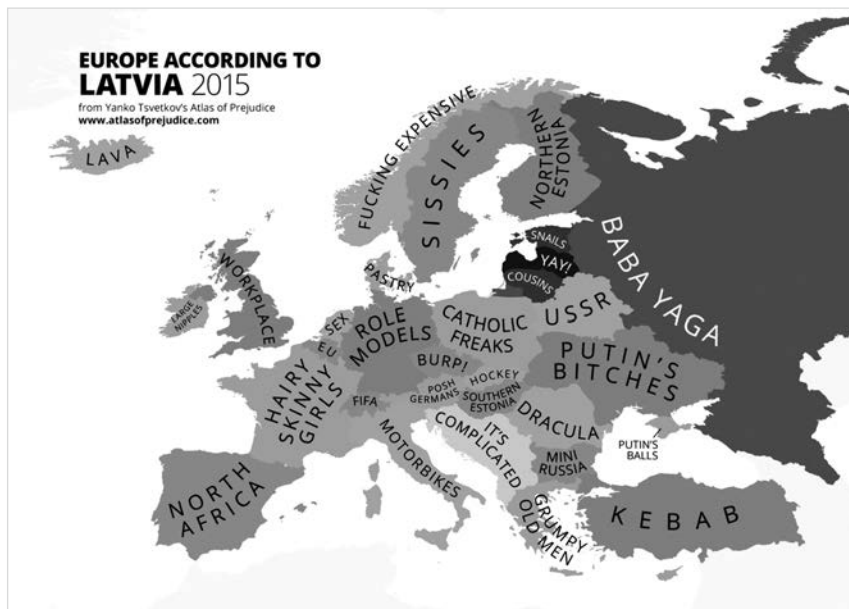 EUROPE ACCORDING TO
LATVIA 2015
from Yanko Tsvetkov's Atlas of Prejudice
www.atlasofprejudice.com
LAVA
FUCKING EXPENSIVE
SISSIES
NORTHERN
ESTONIA
BABA YAGA
SNAILS
YAY!
COUSINS
WORKPLACE
LARGE
NIPPLES
PASTRY
SEX
EU
ROLE
MODELS
CATHOLIC
FREAKS
USSR
PUTIN'S
BITCHES
BURP!
HAIRY
SKINNY
GIRLS
FIFA
POSH
GERMANS
HOCKEY
SOUTHERN
ESTONIA
DRACULA
PUTIN'S
BALLS
IT'S
COMPLICATED
MINI
RUSSIA
MOTORBIKES
NORTH
AFRICA
GRUMPY
OLD MEN
KEBAB